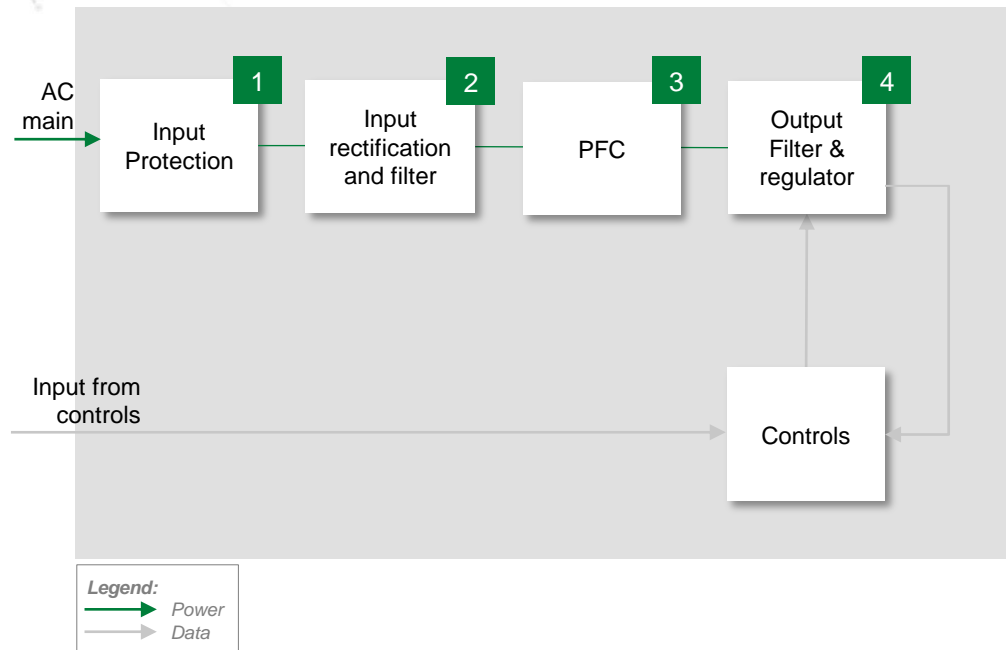 AC
main
1
Input
Protection
2
Input
rectification
and filter
3
PFC
4
Output
Filter &
regulator
Input from
controls
Controls
Legend:
Power
Data